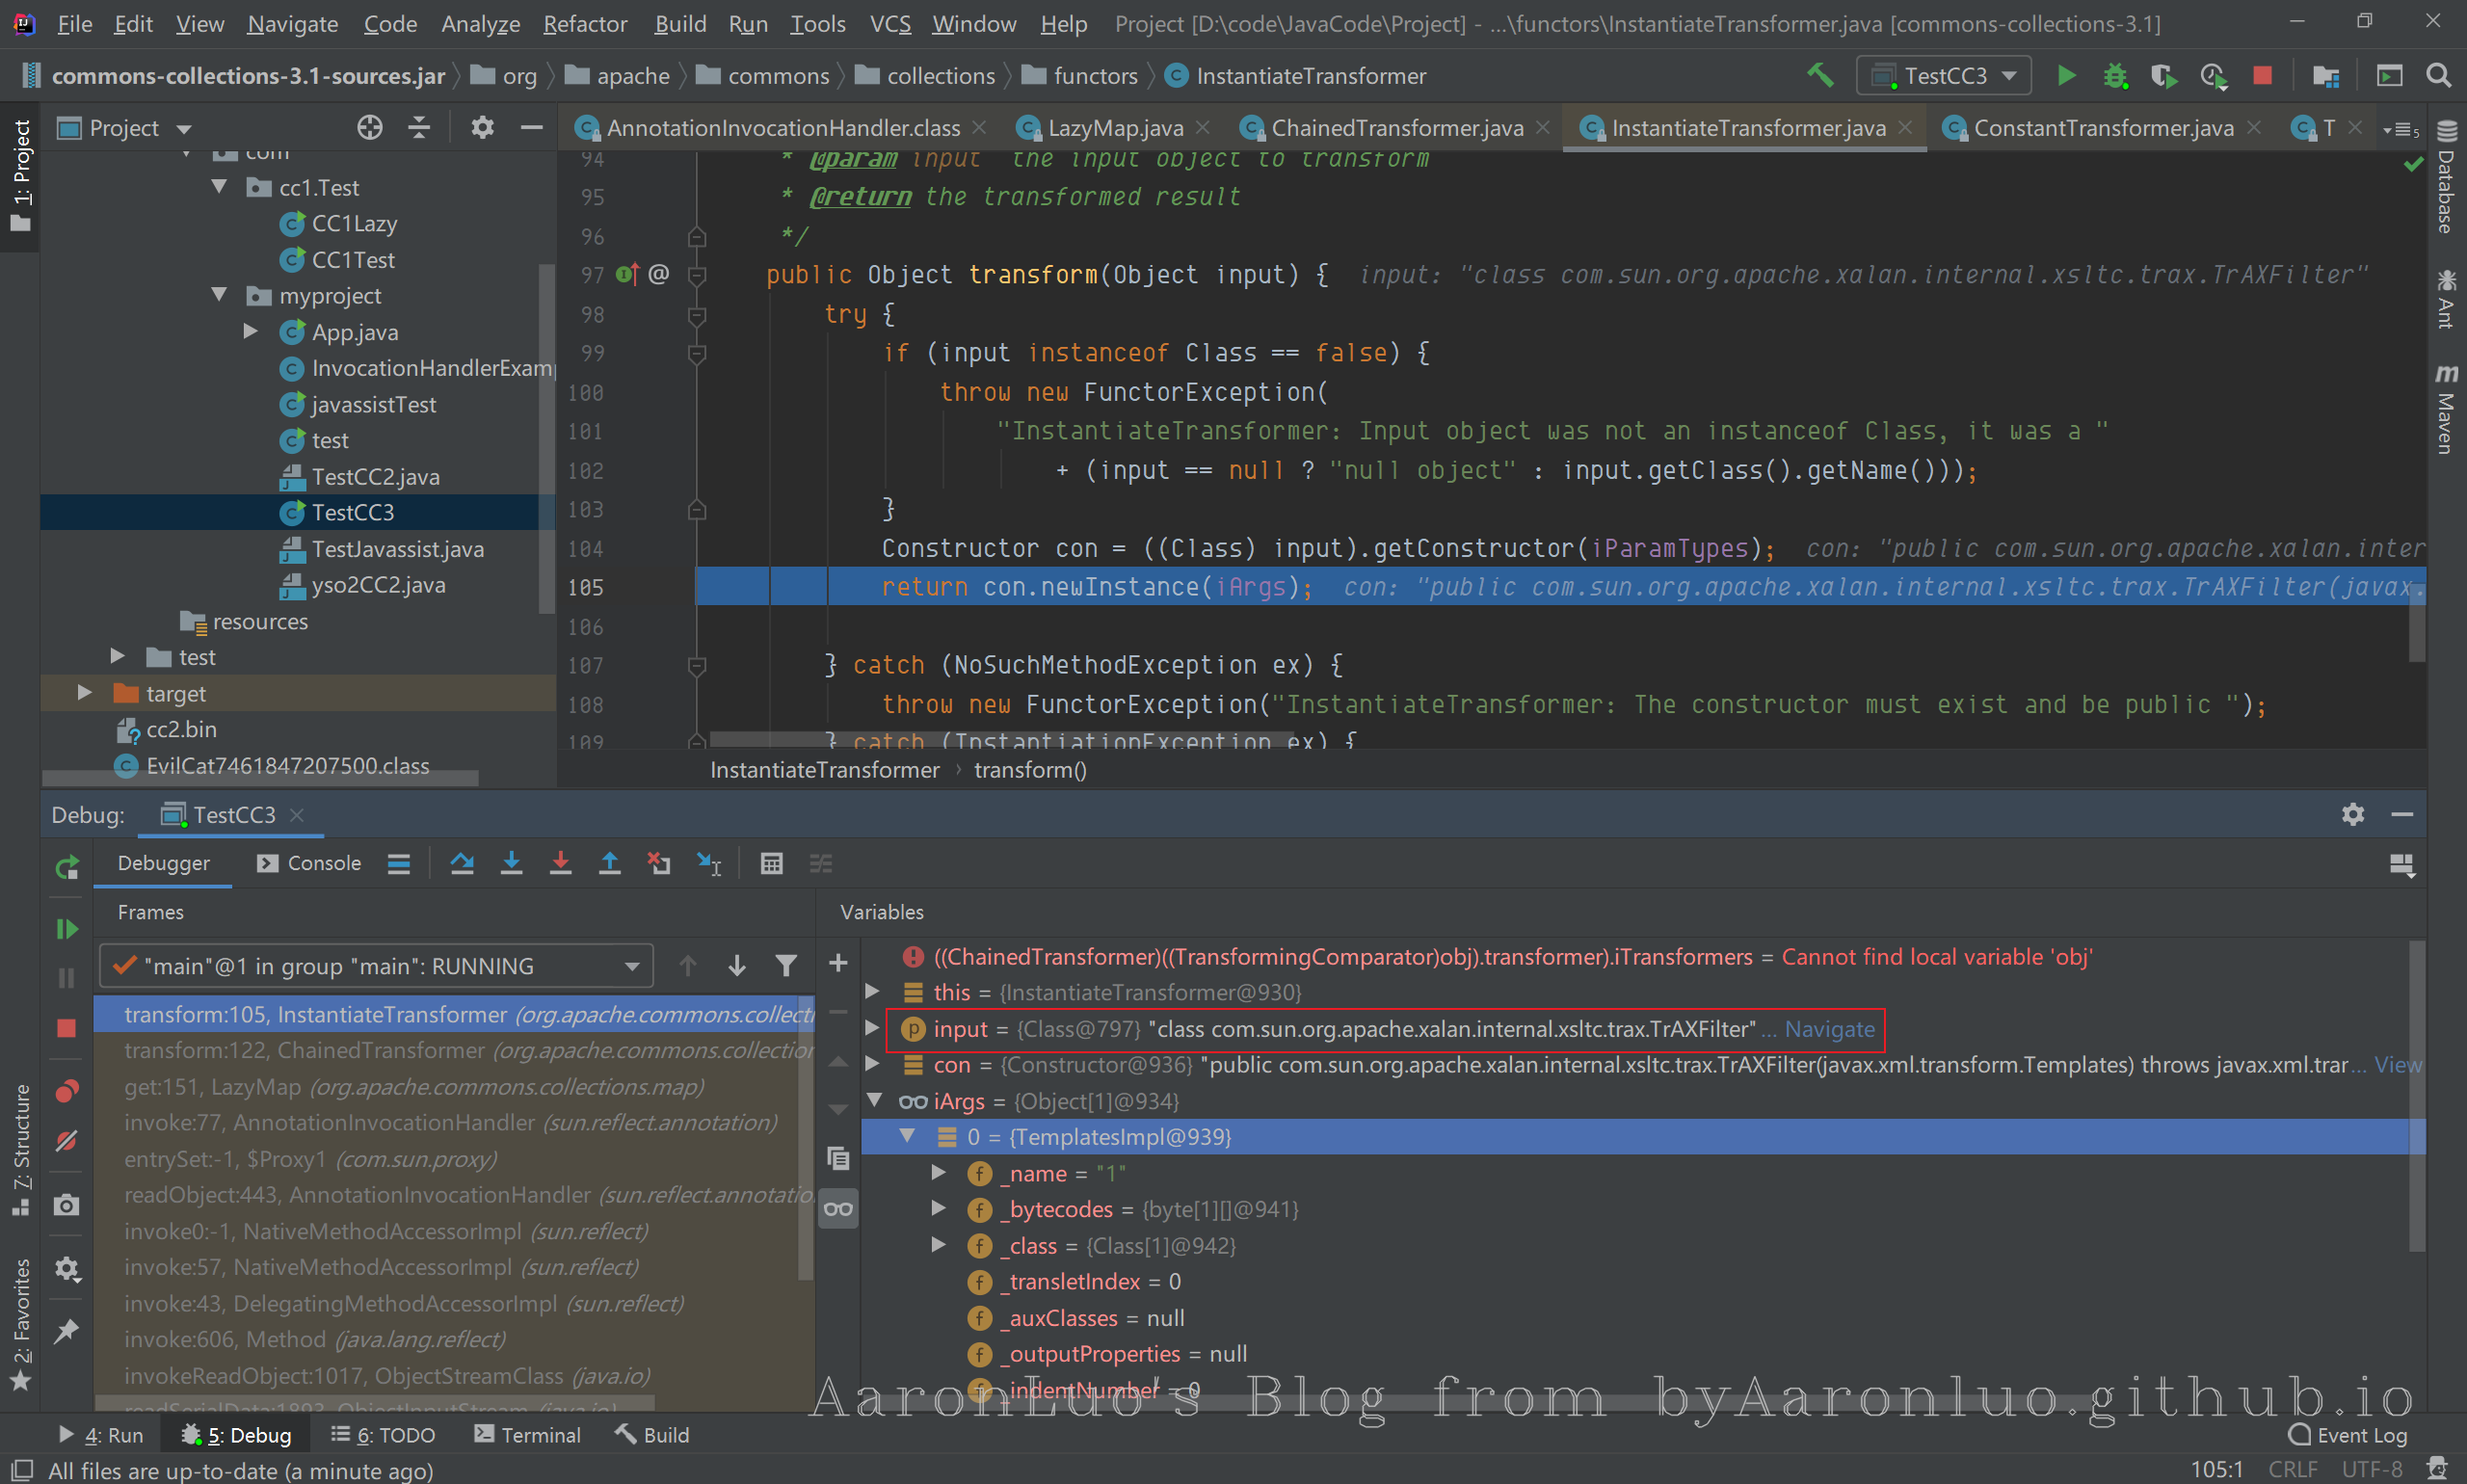 File Edit View Navigate Code Analyze Refactor Build Run Tools VCS Window Help Project [D:\code\JavaCode\Project] - ...\functors\InstantiateTransformer.java [commons-collections-3.1]
commons-collections-3.1-sources.jar org apache commons collections functors InstantiateTransformer TestCC3
Project
AnnotationInvocationHandler.class LazyMap.java ChainedTransformer.java InstantiateTransformer.java ConstantTransformer.java T 5
1: Project
com
cc1.Test
CC1Lazy
CC1Test
myproject
App.java
InvocationHandlerExam
javassistTest
test
TestCC2.java
TestCC3
TestJavassist.java
yso2CC2.java
resources
test
target
cc2.bin
EvilCat7461847207500.class
94 * @param input the input object to transform
95 * @return the transformed result
96 */
97 @ public Object transform(Object input) { input: "class com.sun.org.apache.xalan.internal.xsltc.trax.TrAXFilter"
98 try {
99 if (input instanceof Class == false) {
100 throw new FunctorException(
101 "InstantiateTransformer: Input object was not an instanceof Class, it was a "
102 + (input == null ? "null object" : input.getClass().getName()));
103 }
104 Constructor con = ((Class) input).getConstructor(iParamTypes); con: "public com.sun.org.apache.xalan.inter
105 return con.newInstance(iArgs); con: "public com.sun.org.apache.xalan.internal.xsltc.trax.TrAXFilter(javax.
106
107 } catch (NoSuchMethodException ex) {
108 throw new FunctorException("InstantiateTransformer: The constructor must exist and be public ");
109 } catch (InstantiationException ex) {
InstantiateTransformer › transform()
Database
Ant
Maven
Debug: TestCC3
Debugger Console
Frames
"main"@1 in group "main": RUNNING
transform:105, InstantiateTransformer (org.apache.commons.collecti
transform:122, ChainedTransformer (org.apache.commons.collection
get:151, LazyMap (org.apache.commons.collections.map)
invoke:77, AnnotationInvocationHandler (sun.reflect.annotation)
entrySet:-1, $Proxy1 (com.sun.proxy)
readObject:443, AnnotationInvocationHandler (sun.reflect.annotatio
invoke0:-1, NativeMethodAccessorImpl (sun.reflect)
invoke:57, NativeMethodAccessorImpl (sun.reflect)
invoke:43, DelegatingMethodAccessorImpl (sun.reflect)
invoke:606, Method (java.lang.reflect)
invokeReadObject:1017, ObjectStreamClass (java.io)
readSerialData:1893, ObjectInputStream (java.io)
Variables
((ChainedTransformer)((TransformingComparator)obj).transformer).iTransformers = Cannot find local variable 'obj'
this = {InstantiateTransformer@930}
input = {Class@797} "class com.sun.org.apache.xalan.internal.xsltc.trax.TrAXFilter"... Navigate
con = {Constructor@936} "public com.sun.org.apache.xalan.internal.xsltc.trax.TrAXFilter(javax.xml.transform.Templates) throws javax.xml.trar... View
iArgs = {Object[1]@934}
0 = {TemplatesImpl@939}
_name = "1"
_bytecodes = {byte[1][]@941}
_class = {Class[1]@942}
_transletIndex = 0
_auxClasses = null
_outputProperties = null
_indentNumber = 0
AaronLuo's Blog from byAaronluo.github.io
7: Structure
2: Favorites
4: Run 5: Debug 6: TODO Terminal Build Event Log
All files are up-to-date (a minute ago) 105:1 CRLF UTF-8